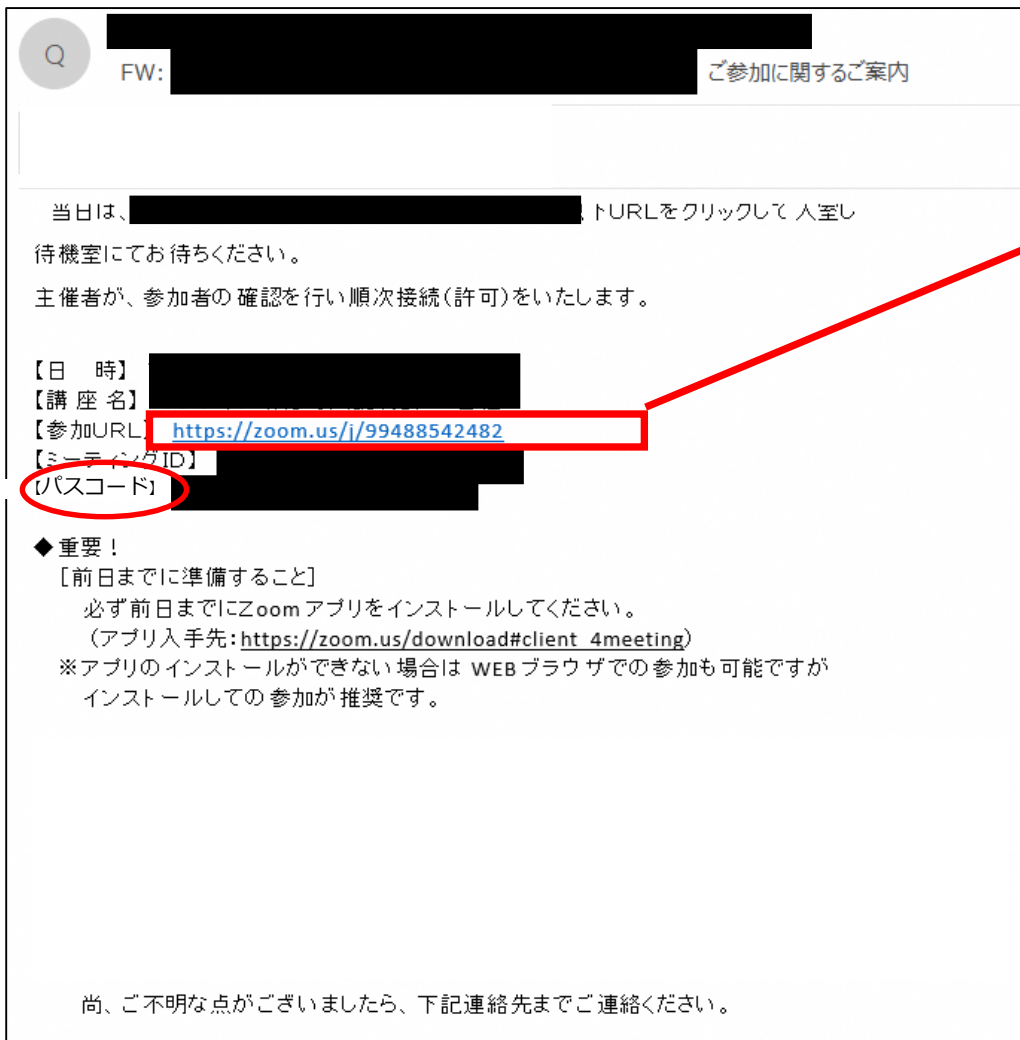 Q
FW: ご参加に関するご案内
当日は、 URLをクリックして 入室し
待機室にてお待ちください。
主催者が、参加者の確認を行い順次接続(許可)をいたします。
【日　時】
【講 座 名】
【参加URL】 https://zoom.us/j/99488542482
【ミーティングID】
【パスコード】
◆重要！
［前日までに準備すること］
必ず前日までにZoomアプリをインストールしてください。
（アプリ入手先：https://zoom.us/download#client_4meeting）
※アプリのインストールができない場合は WEBブラウザでの参加も可能ですが
インストールしての参加が推奨です。
尚、ご不明な点がございましたら、下記連絡先までご連絡ください。